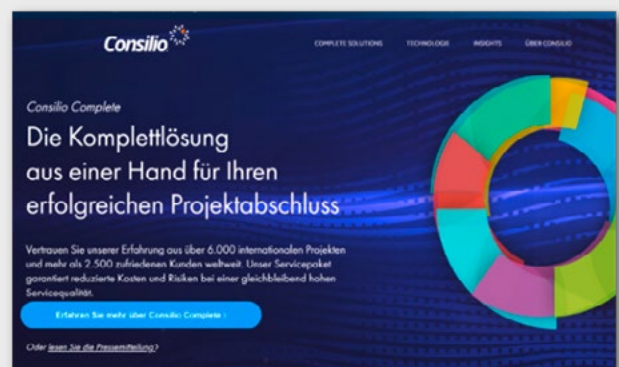 Consilio
COMPLETE SOLUTIONS TECHNOLOGIE INSIGHTS ÜBER CONSILIO
Consilio Complete
Die Komplettlösung
aus einer Hand für Ihren
erfolgreichen Projektabschluss
Vertrauen Sie unserer Erfahrung aus über 6.000 internationalen Projekten
und mehr als 2.500 zufriedenen Kunden weltweit. Unser Servicepaket
garantiert reduzierte Kosten und Risiken bei einer gleichbleibend hohen
Servicequalität.
Erfahren Sie mehr über Consilio Complete ›
Oder lesen Sie die Pressemitteilung ›